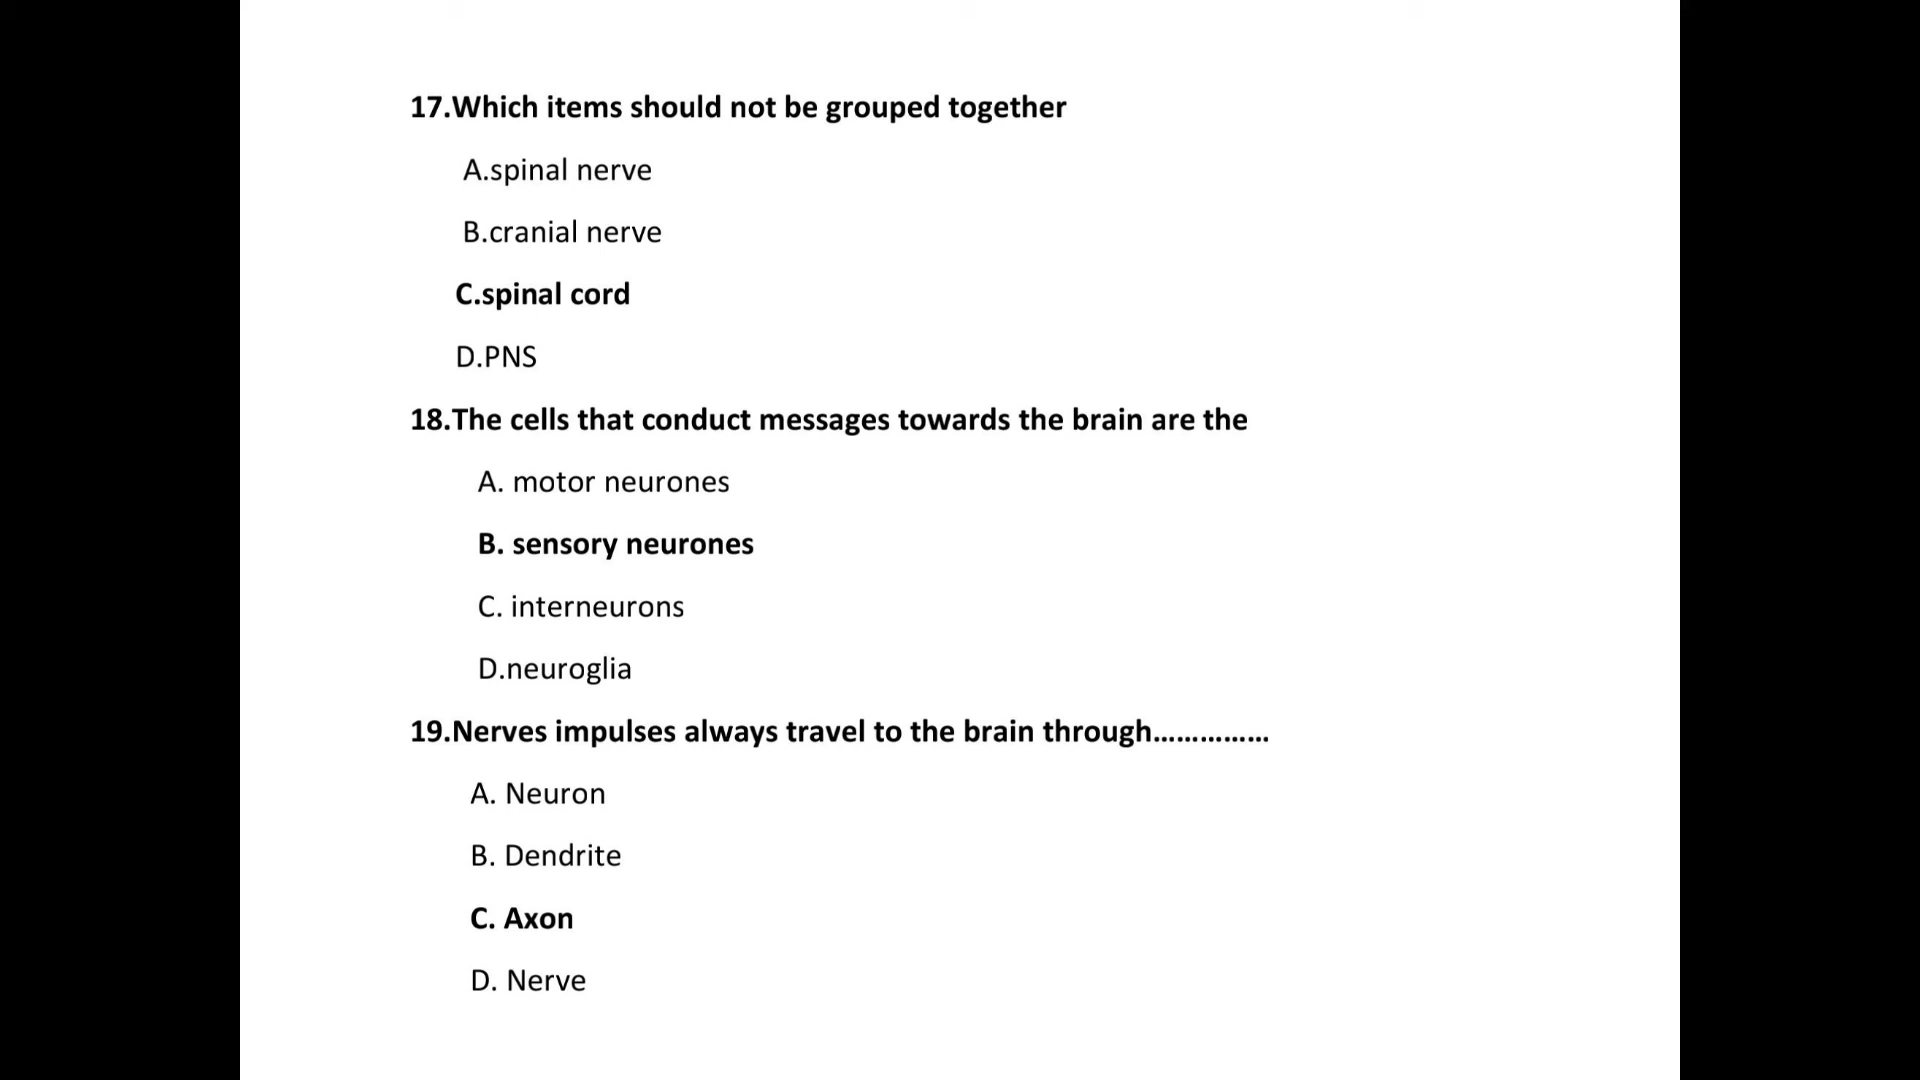 17.Which items should not be grouped together
A.spinal nerve
B.cranial nerve
C.spinal cord
D.PNS
18.The cells that conduct messages towards the brain are the
A. motor neurones
B. sensory neurones
C. interneurons
D.neuroglia
19.Nerves impulses always travel to the brain through……………
A. Neuron
B. Dendrite
C. Axon
D. Nerve